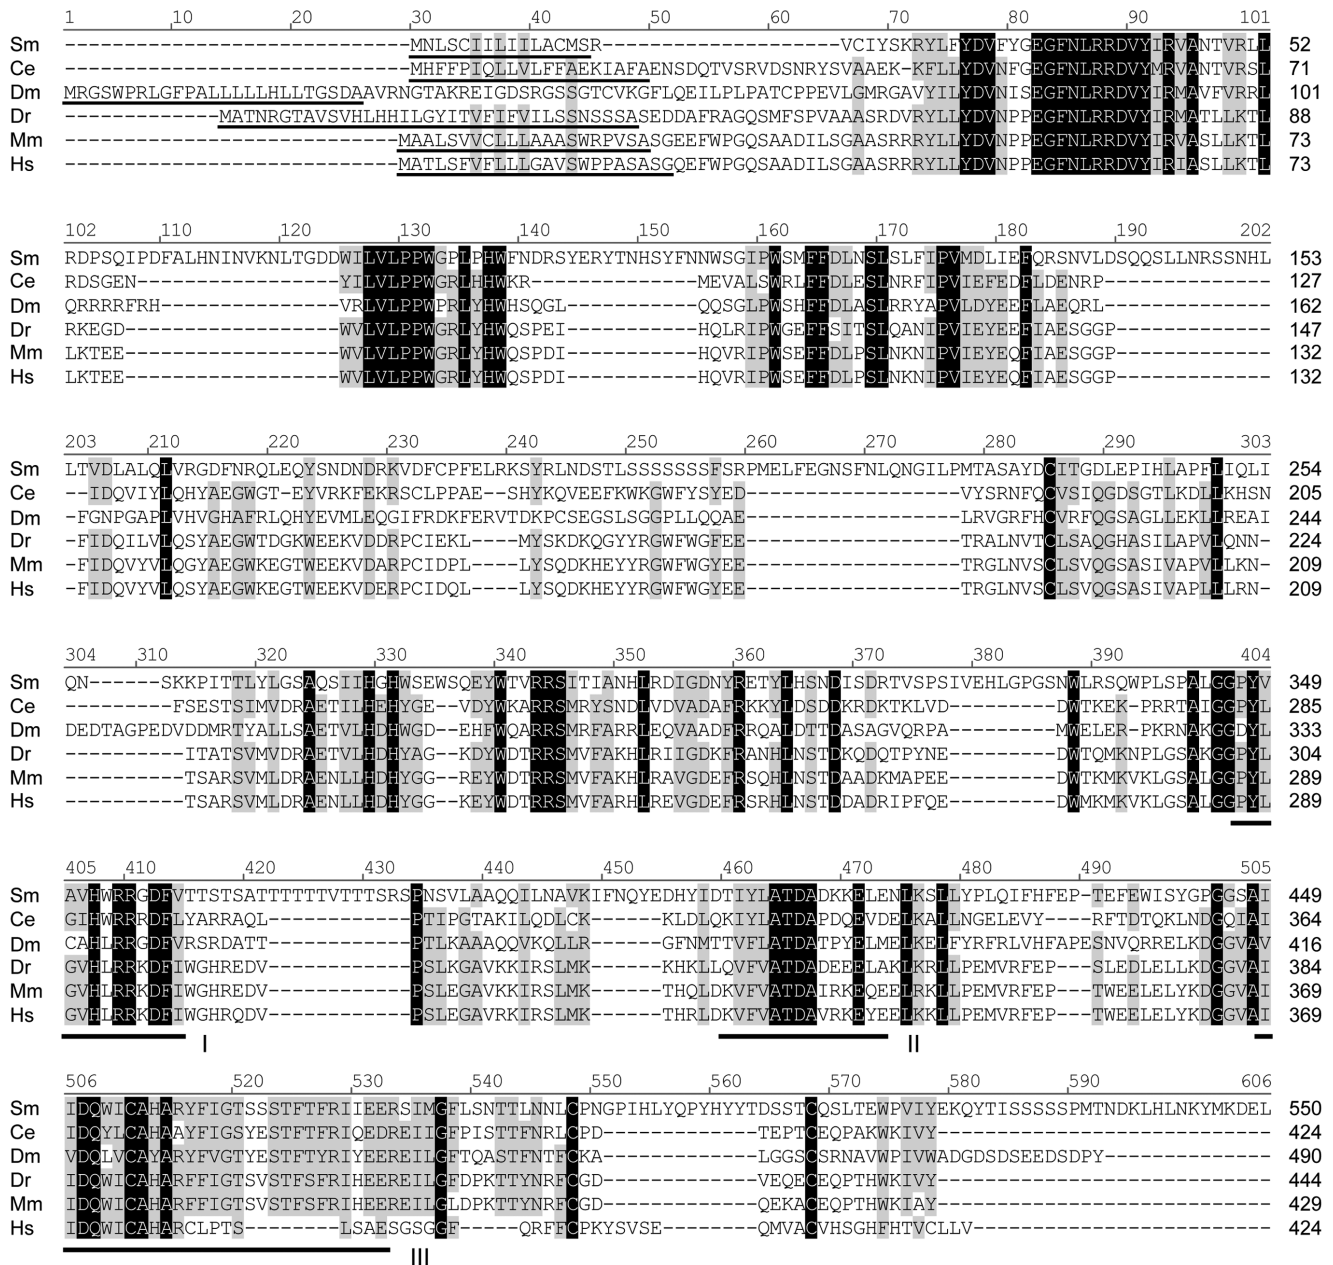 1 10 20 30 40 50 60 70 80 90 101
Sm -----------------------------MNLSCIILIILACMSR--------------------VCIYSKRYLFYDVFYGEGFNLRRDVYIRVANTVRLL 52
Ce -----------------------------MHFFPIQLLVLFFAEKIAFAENSDQTVSRVDSNRYSVAAEK-KFLLYDVNFGEGFNLRRDVYMRVANTVRSL 71
Dm MRGSWPRLGFPALLLLLHLLTGSDAAVRNGTAKREIGDSRGSSGTCVKGFLQEILPLPATCPPEVLGMRGAVYILYDVNISEGFNLRRDVYIRMAVFVRRL 101
Dr -------------MATNRGTAVSVHLHHILGYITVFIFVILSSNSSSASEDDAFRAGQSMFSPVAAASRDVRYLLYDVNPPEGFNLRRDVYIRMATLLKTL 88
Mm ----------------------------MAALSVVCLLLAAASWRPVSASGEEFWPGQSAADILSGAASRRRYLLYDVNPPEGFNLRRDVYIRVASLLKTL 73
Hs ----------------------------MATLSFVFLLLGAVSWPPASASGQEFWPGQSAADILSGAASRRRYLLYDVNPPEGFNLRRDVYIRIASLLKTL 73
102 110 120 130 140 150 160 170 180 190 202
Sm RDPSQIPDFALHNINVKNLTGDDWILVLPPWGPLPHWFNDRSYERYTNHSYFNNWSGIPWSMFFDLNSLSLFIPVMDLIEFQRSNVLDSQQSLLNRSSNHL 153
Ce RDSGEN-----------------YILVLPPWGRLHHWKR--------------MEVALSWRLFFDLESLNRFIPVIEFEDFLDENRP-------------- 127
Dm QRRRRFRH---------------VRLVLPPWPRLYHWHSQGL-----------QQSGLPWSHFFDLASLRRYAPVLDYEEFLAEQRL-------------- 162
Dr RKEGD------------------WVLVLPPWGRLYHWQSPEI-----------HQLRIPWGEFFSITSLQANIPVIEYEEFIAESGGP------------- 147
Mm LKTEE------------------WVLVLPPWGRLYHWQSPDI-----------HQVRIPWSEFFDLPSLNKNIPVIEYEQFIAESGGP------------- 132
Hs LKTEE------------------WVLVLPPWGRLYHWQSPDI-----------HQVRIPWSEFFDLPSLNKNIPVIEYEQFIAESGGP------------- 132
203 210 220 230 240 250 260 270 280 290 303
Sm LTVDLALQLVRGDFNRQLEQYSNDNDRKVDFCPFELRKSYRLNDSTLSSSSSSSFSRPMELFEGNSFNLQNGILPMTASAYDCITGDLEPIHLAPFLIQLI 254
Ce --IDQVIYLQHYAEGWGT-EYVRKFEKRSCLPPAE--SHYKQVEEFKWKGWFYSYED------------------VYSRNFQCVSIQGDSGTLKDLLKHSN 205
Dm -FGNPGAPLVHVGHAFRLQHYEVMLEQGIFRDKFERVTDKPCSEGSLSGGPLLQQAE------------------LRVGRFHCVRFQGSAGLLEKLLREAI 244
Dr -FIDQILVLQSYAEGWTDGKWEEKVDDRPCIEKL----MYSKDKQGYYRGWFWGFEE------------------TRALNVTCLSAQGHASILAPVLQNN- 224
Mm -FIDQVYVLQGYAEGWKEGTWEEKVDARPCIDPL----LYSQDKHEYYRGWFWGYEE------------------TRGLNVSCLSVQGSASIVAPVLLKN- 209
Hs -FIDQVYVLQSYAEGWKEGTWEEKVDERPCIDQL----LYSQDKHEYYRGWFWGYEE------------------TRGLNVSCLSVQGSASIVAPLLLRN- 209
304 310 320 330 340 350 360 370 380 390 404
Sm QN------SKKPITTLYLGSAQSIIHGHWSEWSQEYWTVRRSITIANHLRDIGDNYRETYLHSNDISDRTVSPSIVEHLGPGSNWLRSQWPLSPALGGPYV 349
Ce ---------FSESTSIMVDRAETILHEHYGE--VDYWKARRSMRYSNDLVDVADAFRKKYLDSDDKRDKTKLVD---------DWTKEK-PRRTAIGGPYL 285
Dm DEDTAGPEDVDDMRTYALLSAETVLHDHWGD--EHFWQARRSMRFARRLEQVAADFRRQALDTTDASAGVQRPA---------MWELER-PKRNAKGGDYL 333
Dr ----------ITATSVMVDRAETVLHDHYAG--KDYWDTRRSMVFAKHLRIIGDKFRANHLNSTDKQDQTPYNE---------DWTQMKNPLGSAKGGPYL 304
Mm ----------TSARSVMLDRAENLLHDHYGG--REYWDTRRSMVFAKHLRAVGDEFRSQHLNSTDAADKMAPEE---------DWTKMKVKLGSALGGPYL 289
Hs ----------TSARSVMLDRAENLLHDHYGG--KEYWDTRRSMVFARHLREVGDEFRSRHLNSTDDADRIPFQE---------DWMKMKVKLGSALGGPYL 289
405 410 420 430 440 450 460 470 480 490 505
Sm AVHWRRGDFVTTSTSATTTTTTVTTTSRSPNSVLAAQQILNAVKIFNQYEDHYLDTIYLATDADKKELENLKSLLYPLQIFHFEP-TEFEWISYGPGGSAI 449
Ce GIHWRRRDFLYARRAQL------------PTIPGTAKILQDLCK------KLDLQKIYLATDAPDQEVDELKALLNGELEVY---RFTDTQKLNDGQIAI 364
Dm CAHLRRGDFVRSRDATT------------PTLKAAAQQVKQLLR------GFNMTTVFLATDATPYELMELKELFYRFRLVHFAPESNVQRRELKDGGVAV 416
Dr GVHLRRKDFIWGHREDV------------PSLKGAVKKIRSLMK------KHKLLQVFVATDADEEELAKLKRLLPEMVRFEP---SLEDLELLKDGGVAI 384
Mm GVHLRRKDFIWGHREDV------------PSLEGAVKKIRSLMK------THQLDKVFVATDAIRKEQEELRKLLPEMVRFEP---TWEELELYKDGGVAI 369
Hs GVHLRRKDFIWGHRQDV------------PSLEGAVRKIRSLMK------THRLDKVFVATDAVRKEYEELKKLLPEMVRFEP---TWEELELYKDGGVAI 369
I II
506 520 530 540 550 560 570 580 590 606
Sm IDQWICAHARYFIGTSSSTFTFRIIEERSIMGFLSNTTLNNLCPNGPIHLYQPYHYYTDSSTCQSLTEWPVIYEKQYTISSSSSPMTNDKLHLNKYMKDEL 550
Ce IDQYLCAHAAYFIGSYESTFTFRIQEDREIIGFPISTTFNRLCPD-------------TEPTCEQPAKWKIVY---------------------------- 424
Dm VDQLVCAYARYFVGTYESTFTYRIYEEREILGFTQASTFNTFCKA-------------LGGSCSRNAVWPIVWADGDSDSEEDSDPY-------------- 490
Dr IDQWICAHARFFIGTSVSTFSFRIHEEREILGFDPKTTYNRFCGD-------------VEQECEQPTHWKIVY---------------------------- 444
Mm IDQWICAHARFFIGTSVSTFSFRIHEEREILGLDPKTTYNRFCGD-------------QEKACEQPTHWKIAY---------------------------- 429
Hs IDQWICAHARCLPTS--------LSAESGSGGF-----QRFFCPKYSVSE--------QMVACVHSGHFHTVCLLV------------------------- 424
III